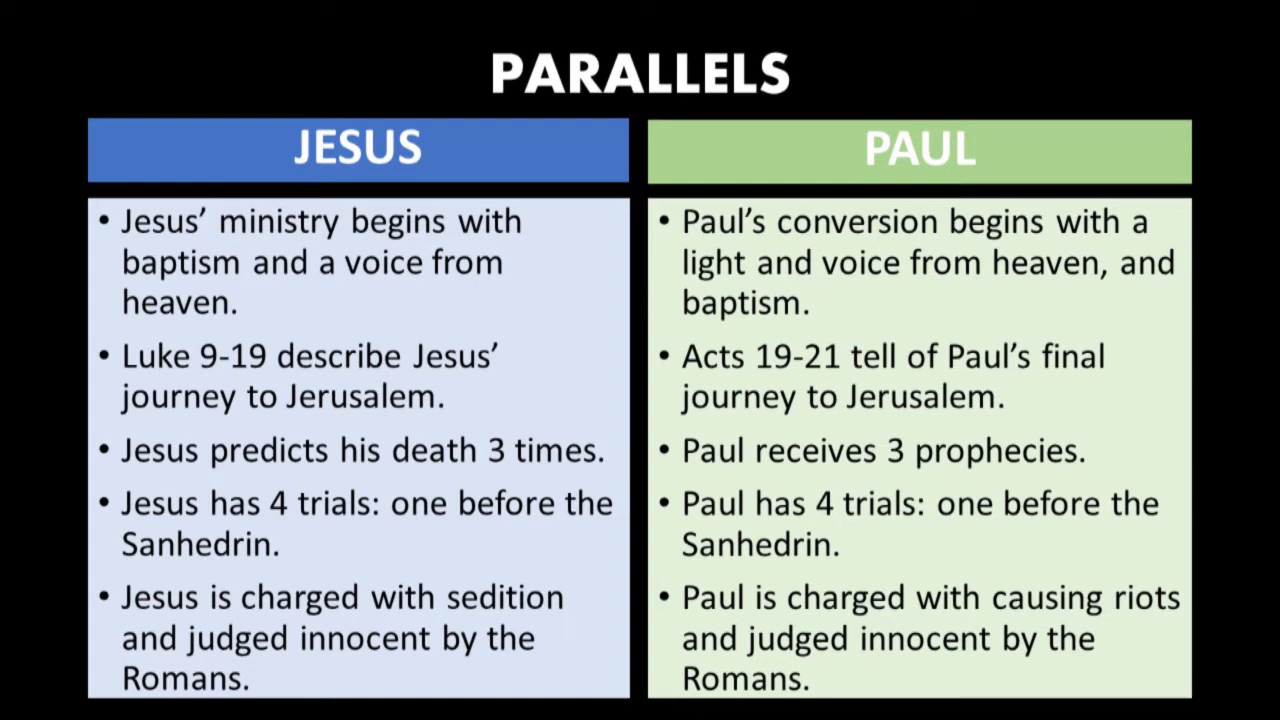 PARALLELS
JESUS
• Jesus’ ministry begins with
baptism and a voice from
heaven.
• Luke 9-19 describe Jesus’
journey to Jerusalem.
• Jesus predicts his death 3 times.
• Jesus has 4 trials: one before the
Sanhedrin.
• Jesus is charged with sedition
and judged innocent by the
Romans.
PAUL
• Paul’s conversion begins with a
light and voice from heaven, and
baptism.
• Acts 19-21 tell of Paul’s final
journey to Jerusalem.
• Paul receives 3 prophecies.
• Paul has 4 trials: one before the
Sanhedrin.
• Paul is charged with causing riots
and judged innocent by the
Romans.